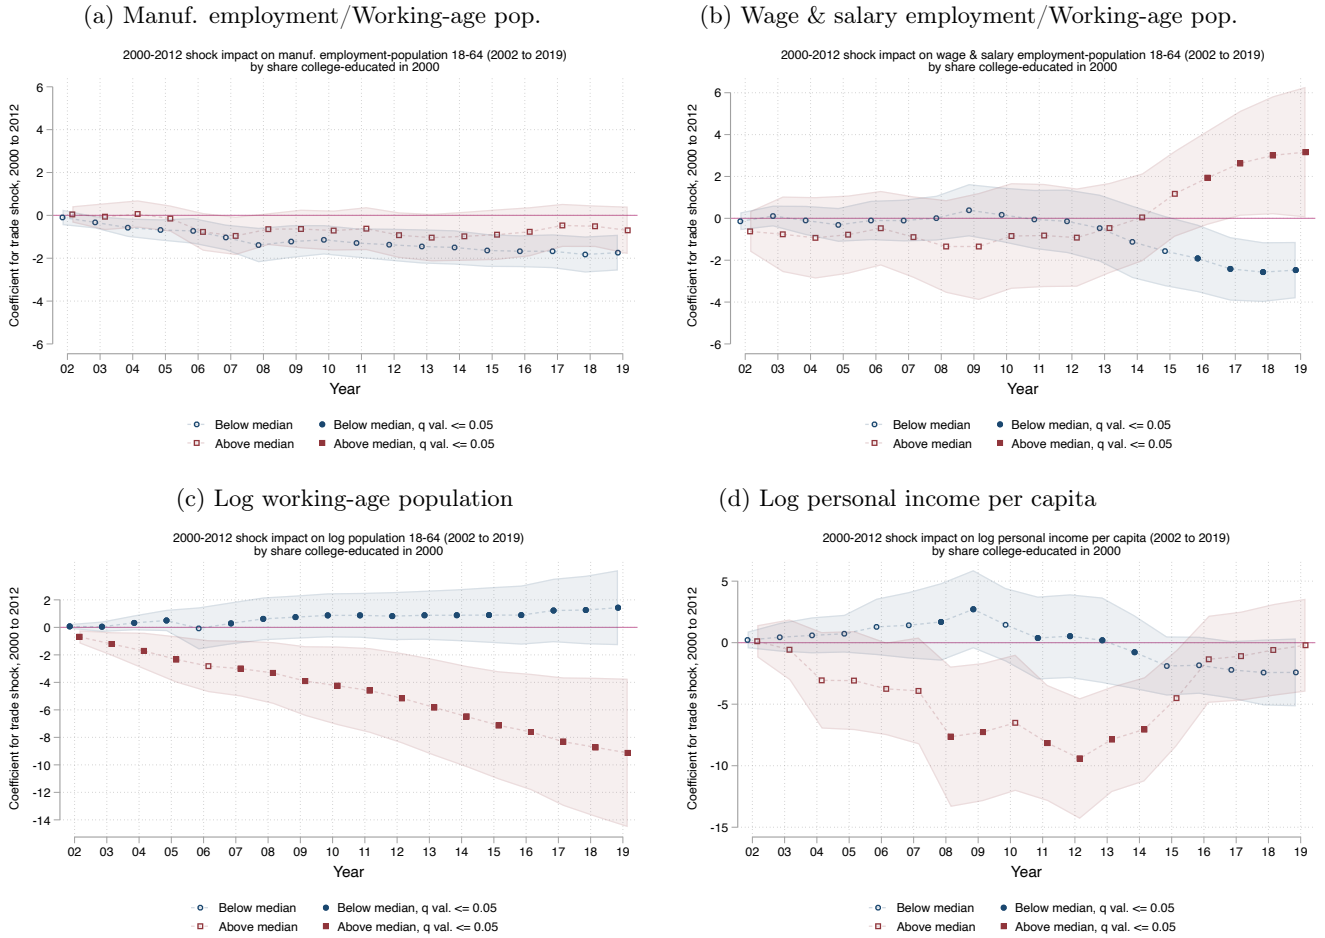 (a) Manuf. employment/Working-age pop.
2000-2012 shock impact on manuf. employment-population 18-64 (2002 to 2019)
by share college-educated in 2000
Coefficient for trade shock, 2000 to 2012
6
4
2
0
-2
-4
-6
02 03 04 05 06 07 08 09 10 11 12 13 14 15 16 17 18 19
Year
Below median
Below median, q val. <= 0.05
Above median
Above median, q val. <= 0.05
(b) Wage & salary employment/Working-age pop.
2000-2012 shock impact on wage & salary employment-population 18-64 (2002 to 2019)
by share college-educated in 2000
Coefficient for trade shock, 2000 to 2012
6
4
2
0
-2
-4
-6
02 03 04 05 06 07 08 09 10 11 12 13 14 15 16 17 18 19
Year
Below median
Below median, q val. <= 0.05
Above median
Above median, q val. <= 0.05
(c) Log working-age population
2000-2012 shock impact on log population 18-64 (2002 to 2019)
by share college-educated in 2000
Coefficient for trade shock, 2000 to 2012
2
0
-2
-4
-6
-8
-10
-12
-14
02 03 04 05 06 07 08 09 10 11 12 13 14 15 16 17 18 19
Year
Below median
Below median, q val. <= 0.05
Above median
Above median, q val. <= 0.05
(d) Log personal income per capita
2000-2012 shock impact on log personal income per capita (2002 to 2019)
by share college-educated in 2000
Coefficient for trade shock, 2000 to 2012
5
0
-5
-10
-15
02 03 04 05 06 07 08 09 10 11 12 13 14 15 16 17 18 19
Year
Below median
Below median, q val. <= 0.05
Above median
Above median, q val. <= 0.05